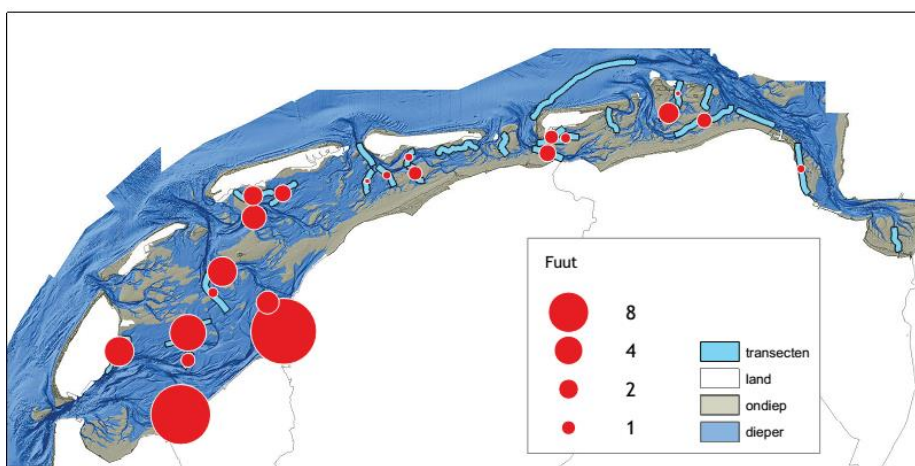 Fuut
8
4
2
1
transecten
land
ondiep
dieper